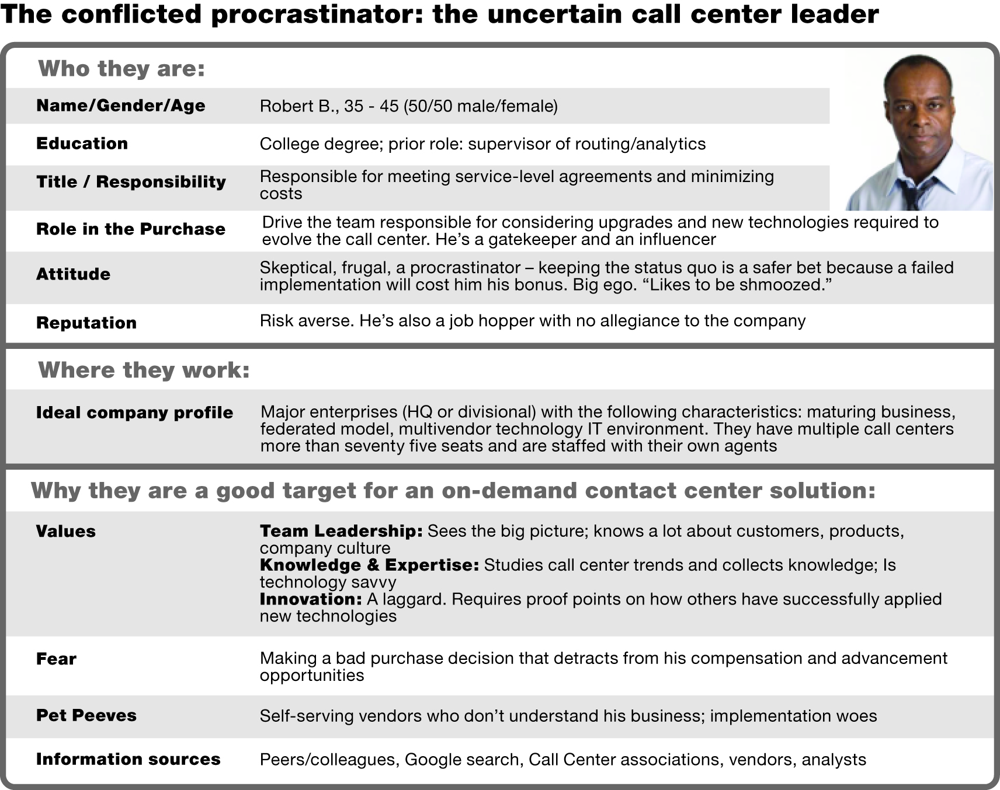 The conflicted procrastinator: the uncertain call center leader
Who they are:
Name/Gender/Age
Robert B., 35 - 45 (50/50 male/female)
Education
College degree; prior role: supervisor of routing/analytics
Title / Responsibility
Responsible for meeting service-level agreements and minimizing
costs
Role in the Purchase
Drive the team responsible for considering upgrades and new technologies required to
evolve the call center. He’s a gatekeeper and an influencer
Attitude
Skeptical, frugal, a procrastinator – keeping the status quo is a safer bet because a failed
implementation will cost him his bonus. Big ego. “Likes to be shmoozed.”
Reputation
Risk averse. He’s also a job hopper with no allegiance to the company
Where they work:
Ideal company profile
Major enterprises (HQ or divisional) with the following characteristics: maturing business,
federated model, multivendor technology IT environment. They have multiple call centers
more than seventy five seats and are staffed with their own agents
Why they are a good target for an on-demand contact center solution:
Values
Team Leadership: Sees the big picture; knows a lot about customers, products,
company culture
Knowledge & Expertise: Studies call center trends and collects knowledge; Is
technology savvy
Innovation: A laggard. Requires proof points on how others have successfully applied
new technologies
Fear
Making a bad purchase decision that detracts from his compensation and advancement
opportunities
Pet Peeves
Self-serving vendors who don’t understand his business; implementation woes
Information sources
Peers/colleagues, Google search, Call Center associations, vendors, analysts